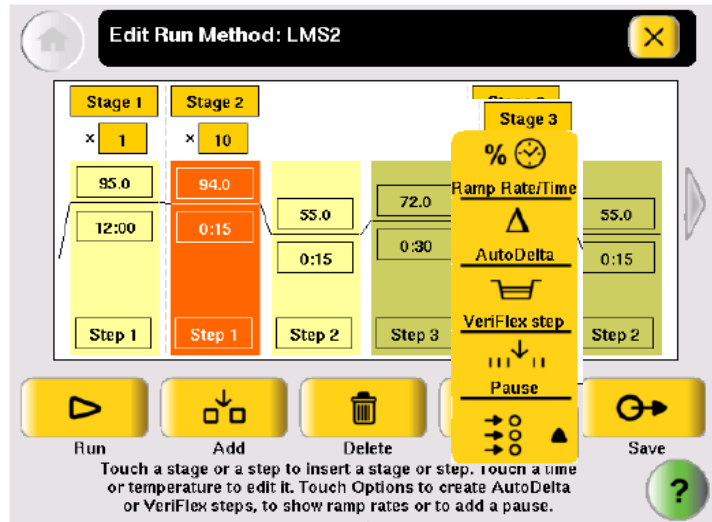 Edit Run Method: LMS2
Stage 1
Stage 2
Stage 3
× 1
× 10
95.0
94.0
55.0
72.0
55.0
12:00
0:15
0:15
0:30
0:15
Step 1
Step 1
Step 2
Step 3
Step 2
%
Ramp Rate/Time
Δ
AutoDelta
VeriFlex step
Pause
Run
Add
Delete
Save
Touch a stage or a step to insert a stage or step. Touch a time
or temperature to edit it. Touch Options to create AutoDelta
or VeriFlex steps, to show ramp rates or to add a pause.
?